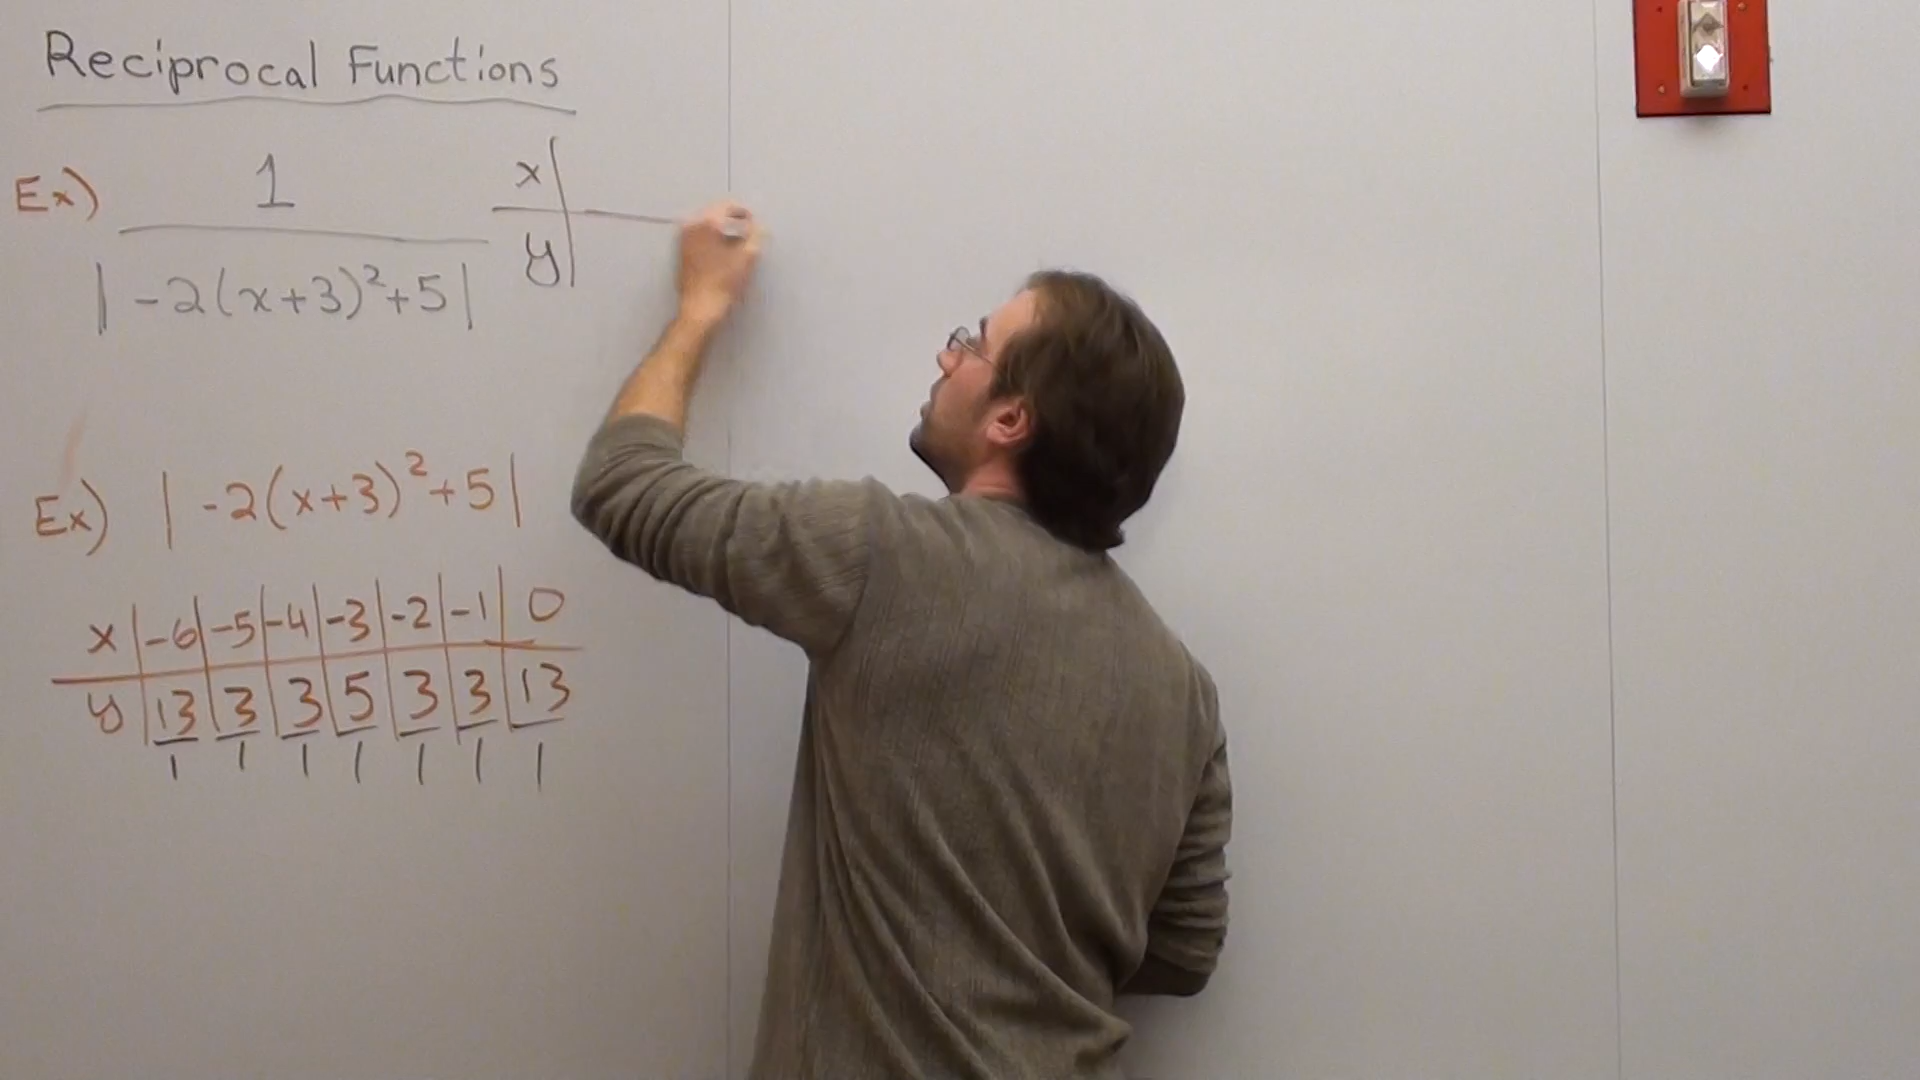 Reciprocal Functions
Ex) 1
|-2(x+3)²+5|
x
y
Ex) |-2(x+3)²+5|
x -6 -5 -4 -3 -2 -1 0
y 13 3 3 5 3 3 13
1 1 1 1 1 1 1